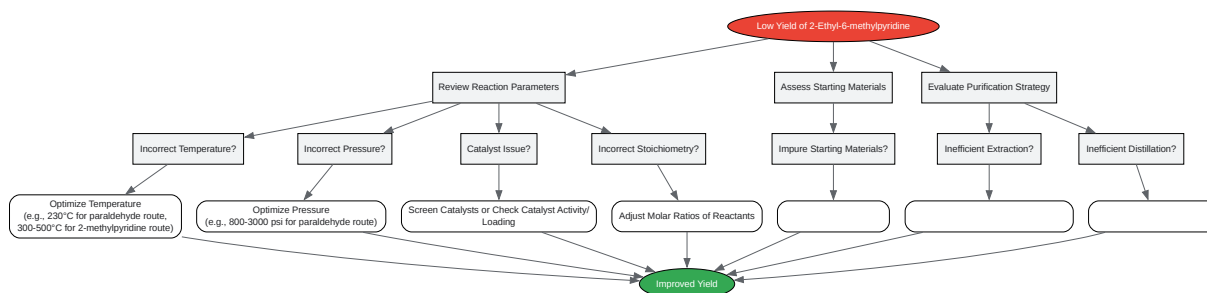 Low Yield of 2-Ethyl-6-methylpyridine
Review Reaction Parameters
Assess Starting Materials
Evaluate Purification Strategy
Incorrect Temperature?
Incorrect Pressure?
Catalyst Issue?
Incorrect Stoichiometry?
Impure Starting Materials?
Inefficient Extraction?
Inefficient Distillation?
Optimize Temperature
(e.g., 230°C for paraldehyde route,
300-500°C for 2-methylpyridine route)
Optimize Pressure
(e.g., 800-3000 psi for paraldehyde route)
Screen Catalysts or Check Catalyst Activity/
Loading
Adjust Molar Ratios of Reactants
Improved Yield